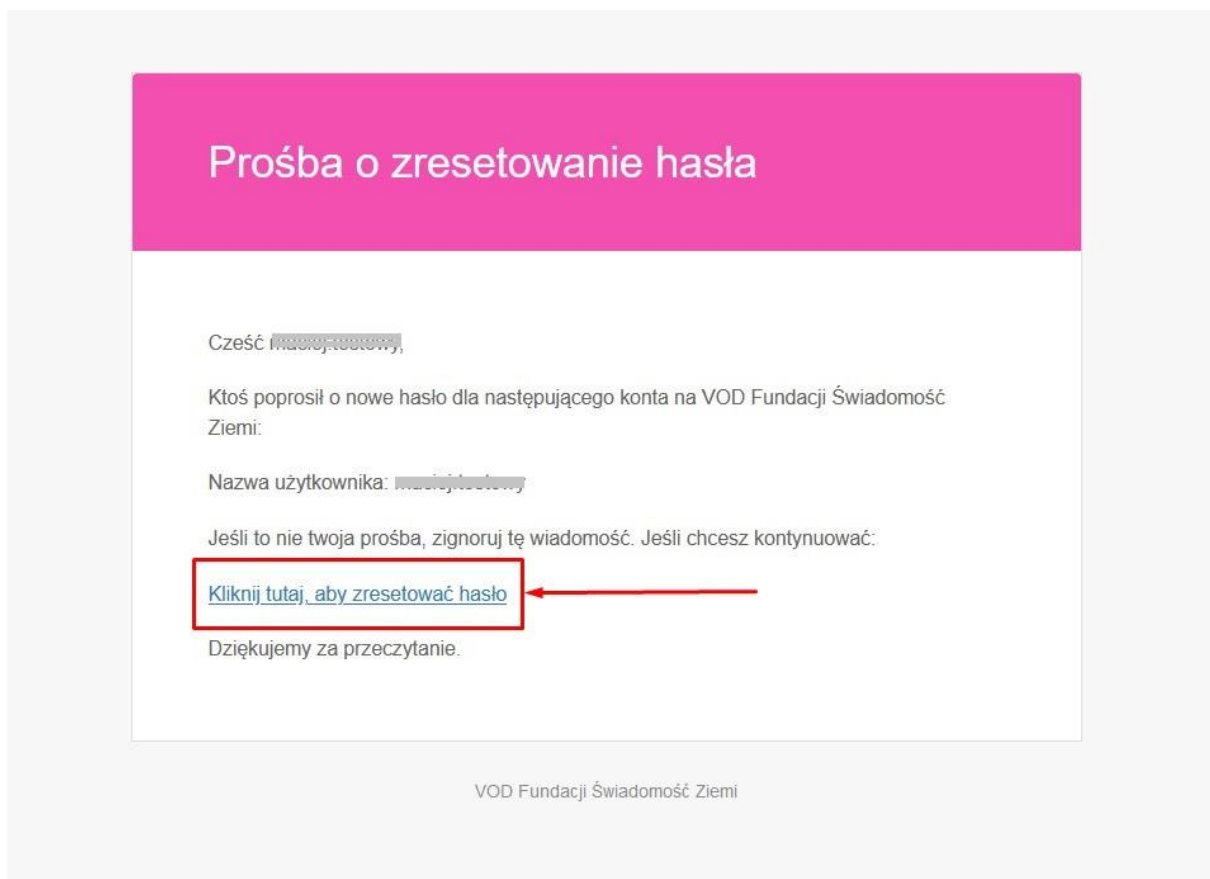 Prośba o zresetowanie hasła
Cześć
Ktoś poprosił o nowe hasło dla następującego konta na VOD Fundacji Świadomość
Ziemi:
Nazwa użytkownika:
Jeśli to nie twoja prośba, zignoruj tę wiadomość. Jeśli chcesz kontynuować:
Kliknij tutaj, aby zresetować hasło
Dziękujemy za przeczytanie.
VOD Fundacji Świadomość Ziemi